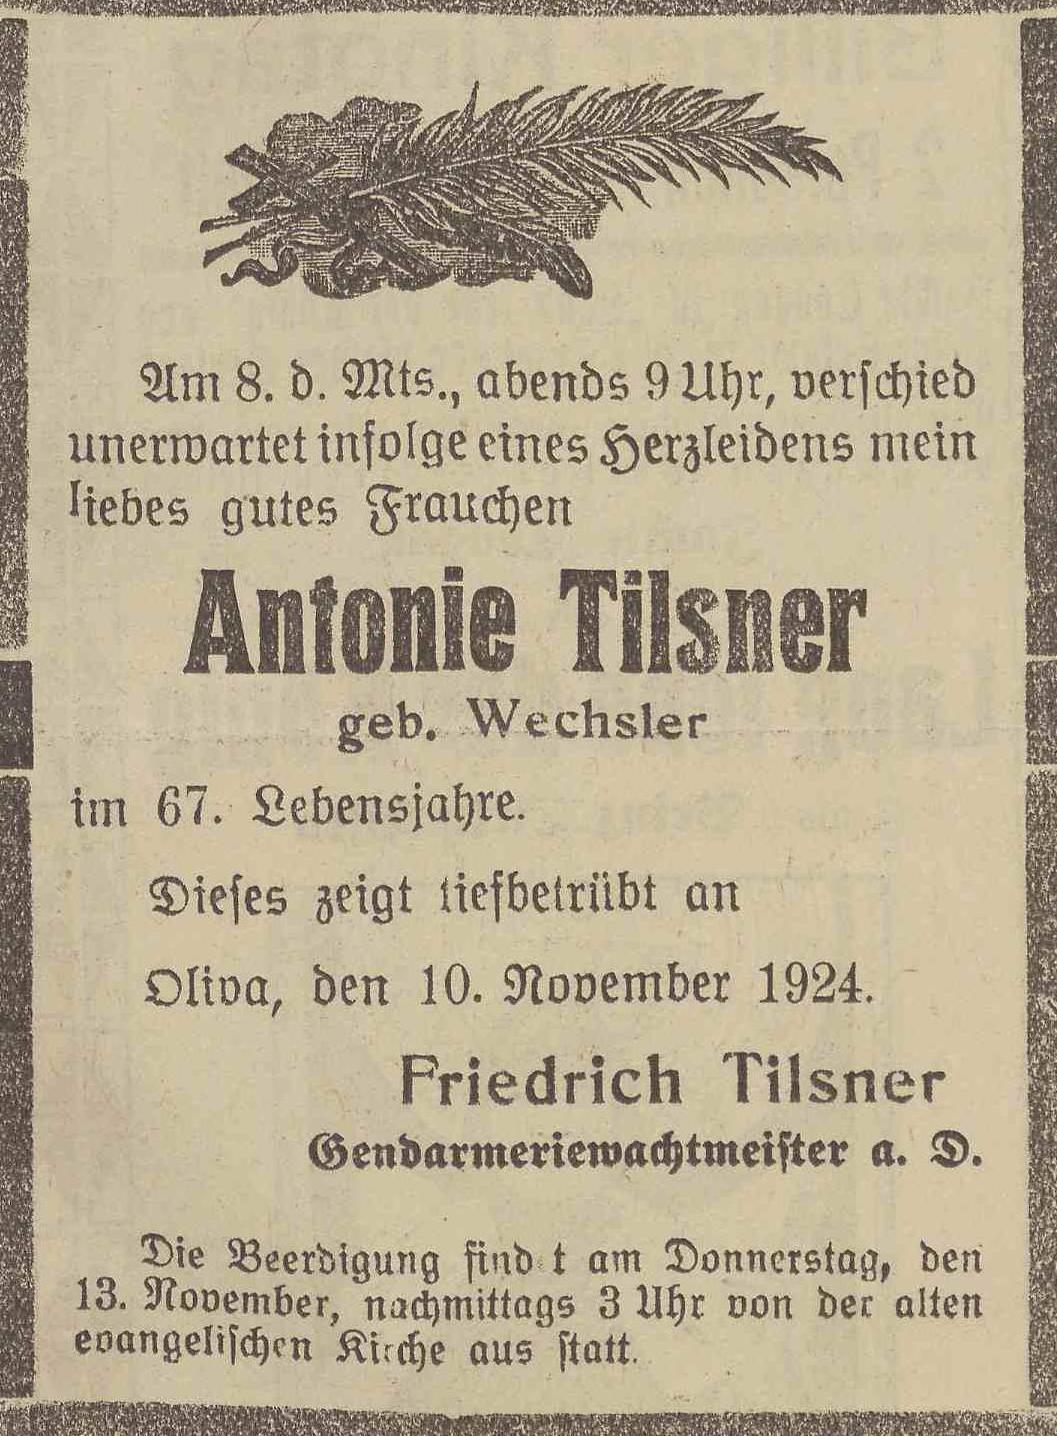 Am 8. d. Mts., abends 9 Uhr, verschied
unerwartet infolge eines Herzleidens mein
liebes gutes Frauchen
Antonie Tilsner
geb. Wechsler
im 67. Lebensjahre.
Dieses zeigt tiefbetrübt an
Oliva, den 10. November 1924.
Friedrich Tilsner
Gendarmeriewachtmeister a. D.
Die Beerdigung find t am Donnerstag, den
13. November, nachmittags 3 Uhr von der alten
evangelischen Kirche aus statt.